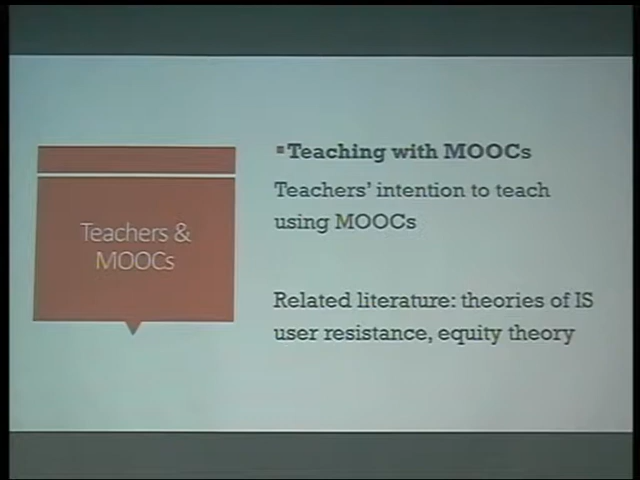 Teachers &
MOOCs
Teaching with MOOCs
Teachers' intention to teach
using MOOCs
Related literature: theories of IS
user resistance, equity theory